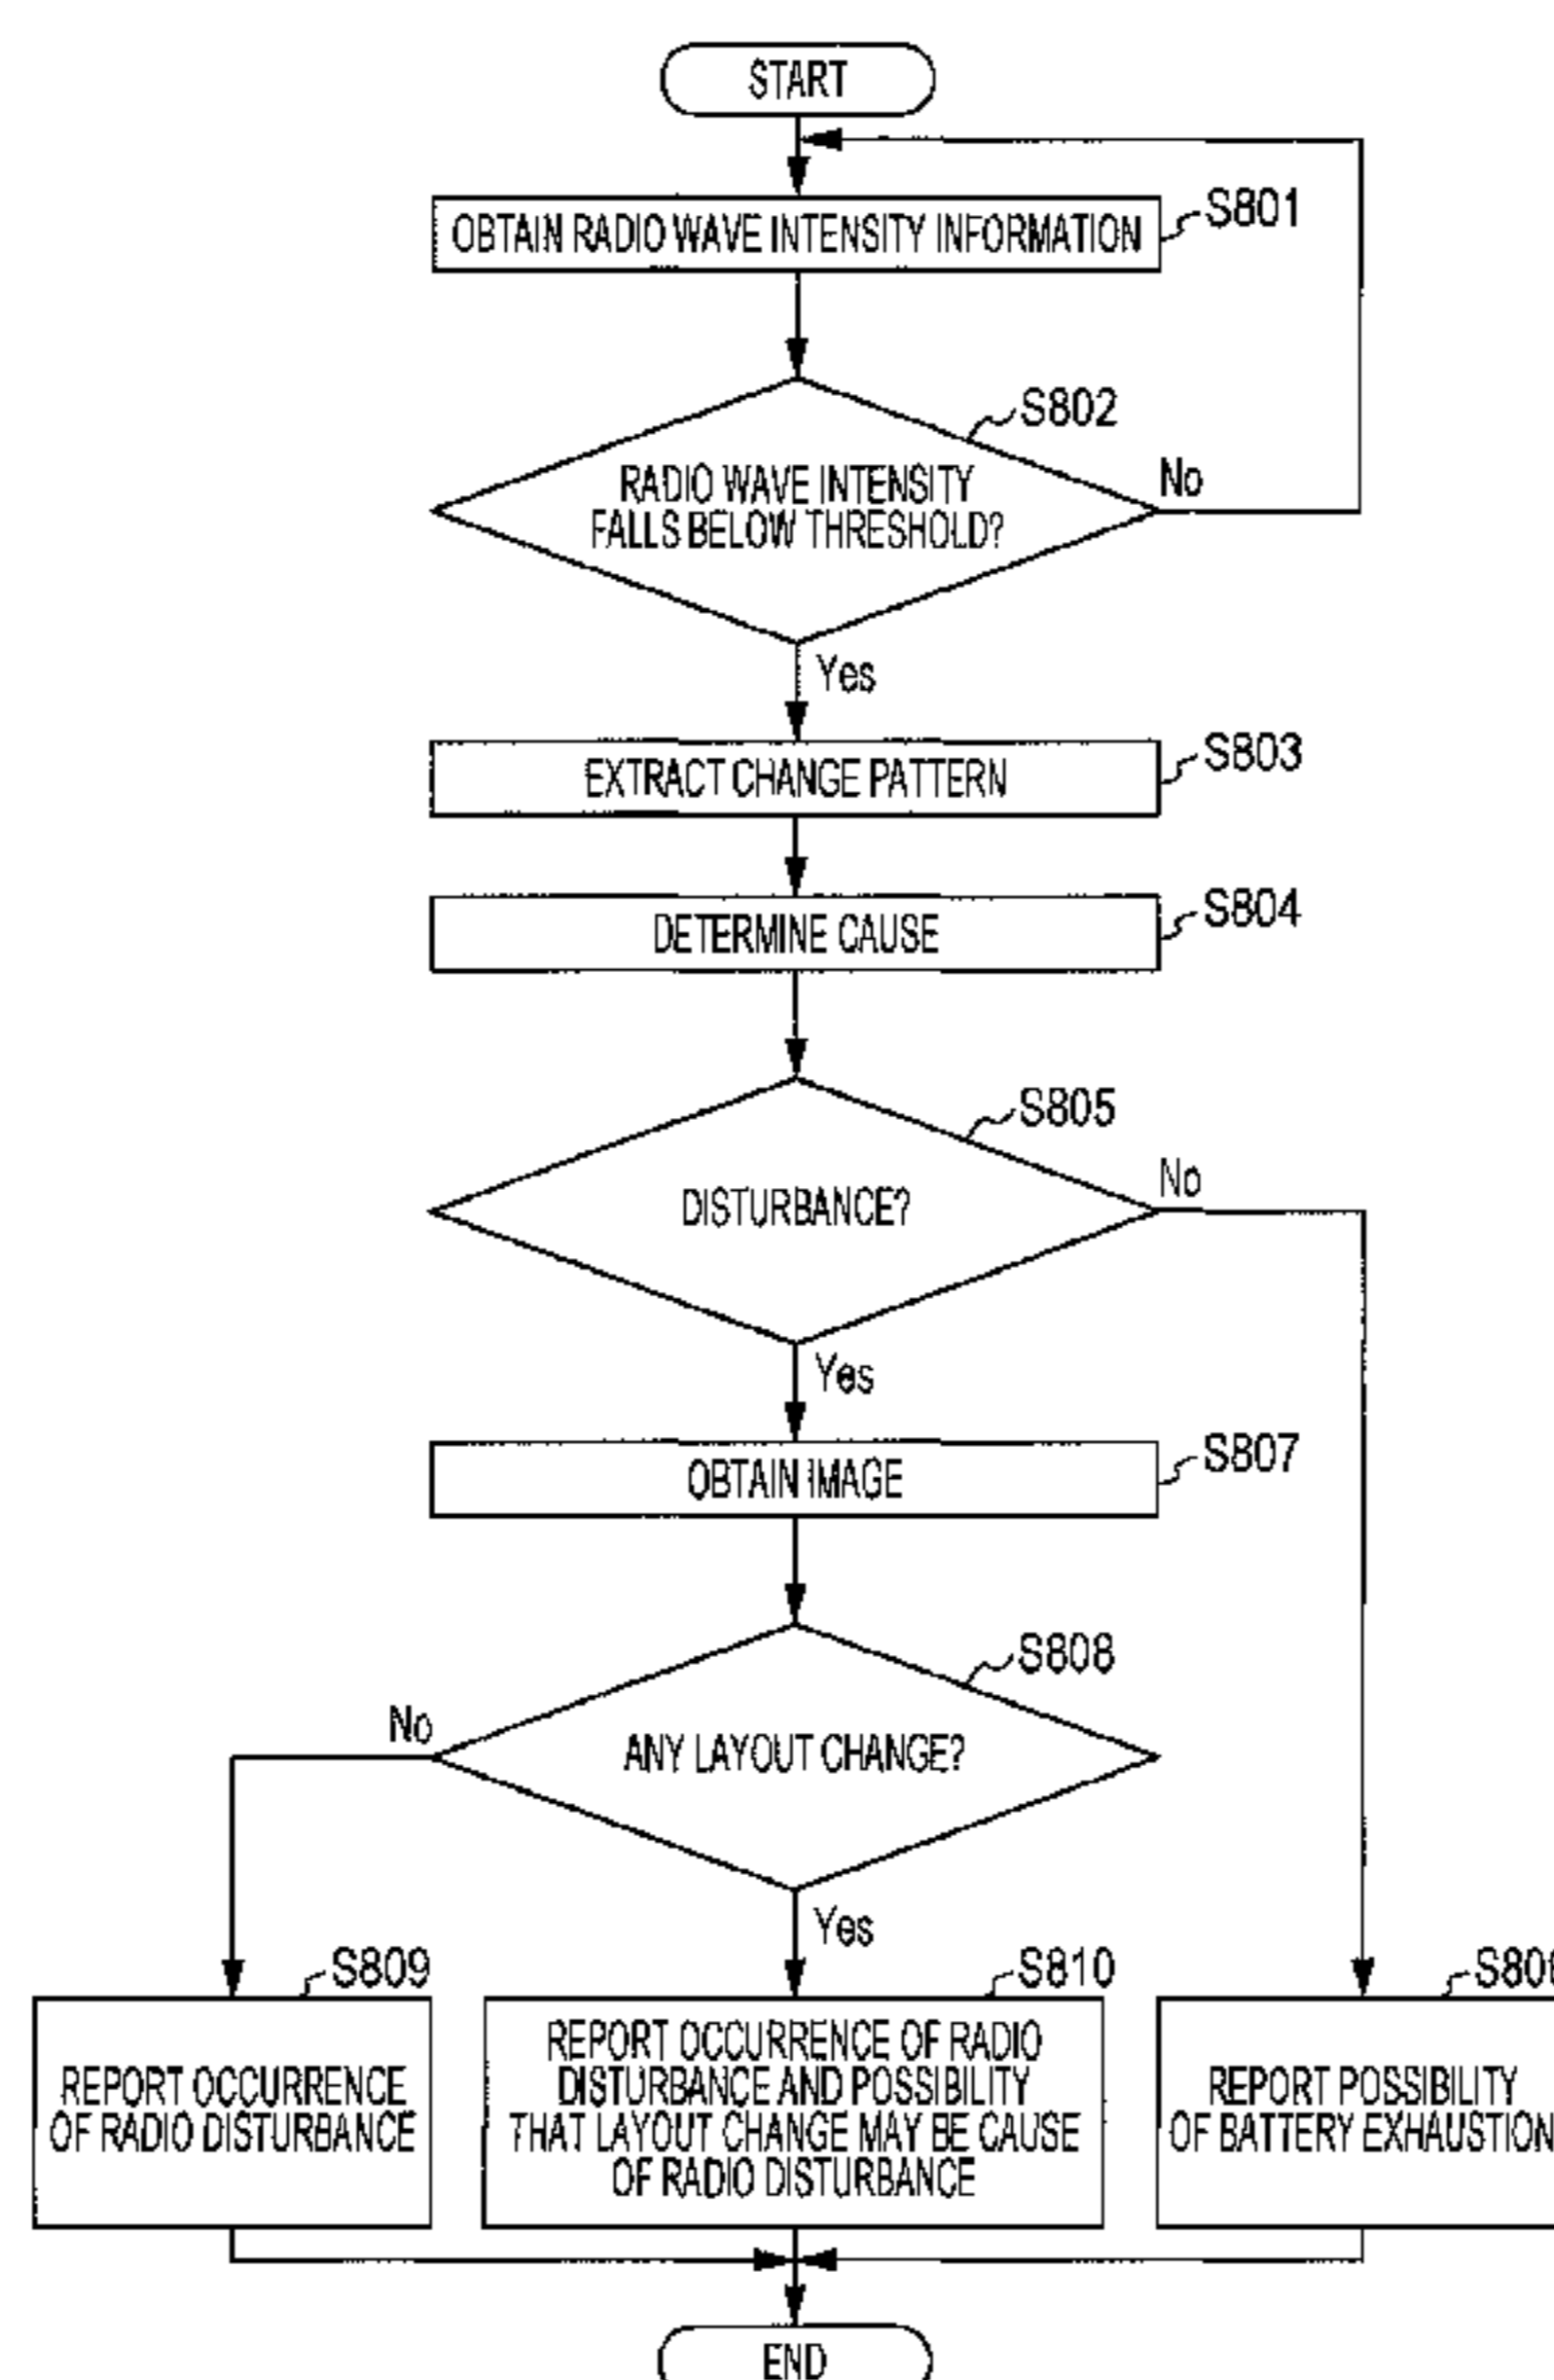 START
OBTAIN RADIO WAVE INTENSITY INFORMATION
S801
S802
RADIO WAVE INTENSITY
FALLS BELOW THRESHOLD?
No
Yes
EXTRACT CHANGE PATTERN
S803
DETERMINE CAUSE
S804
S805
DISTURBANCE?
No
Yes
OBTAIN IMAGE
S807
S808
No
ANY LAYOUT CHANGE?
Yes
S809
REPORT OCCURRENCE
OF RADIO DISTURBANCE
S810
REPORT OCCURRENCE OF RADIO
DISTURBANCE AND POSSIBILITY
THAT LAYOUT CHANGE MAY BE CAUSE
OF RADIO DISTURBANCE
REPORT POSSIBILITY
OF BATTERY EXHAUSTION
END